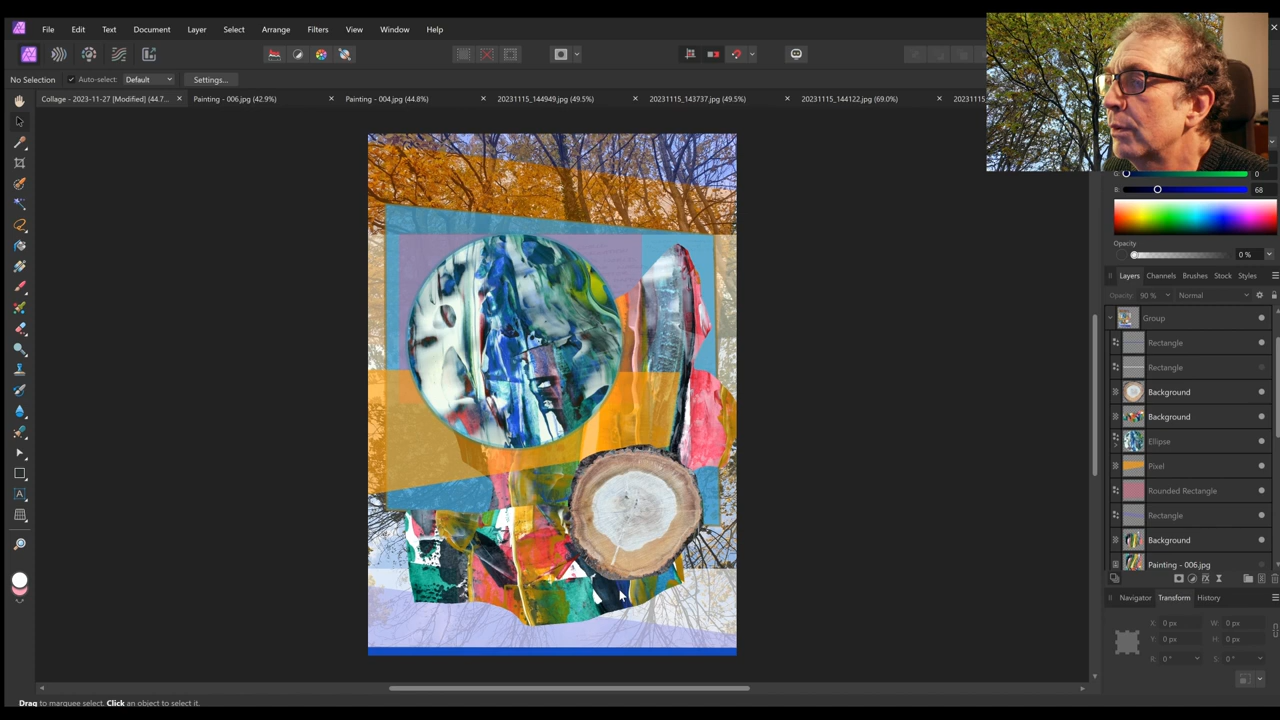 File Edit Text Document Layer Select Arrange Filters View Window Help
No Selection Auto-select: Default Settings...
Collage - 2023-11-27 [Modified] (44.7... Painting - 006.jpg (42.9%) Painting - 004.jpg (44.8%) 20231115_144949.jpg (49.5%) 20231115_143737.jpg (49.5%) 20231115_144122.jpg (69.0%) 202311
G: 0
B: 68
Opacity
0 %
Layers Channels Brushes Stock Styles
Opacity: 90 % Normal
Group
Rectangle
Rectangle
Background
Background
Ellipse
Pixel
Rounded Rectangle
Rectangle
Background
Painting - 006.jpg
Navigator Transform History
X: 0 px W: 0 px
Y: 0 px H: 0 px
R: 0 ° S: 0 °
Drag to marquee select. Click an object to select it.